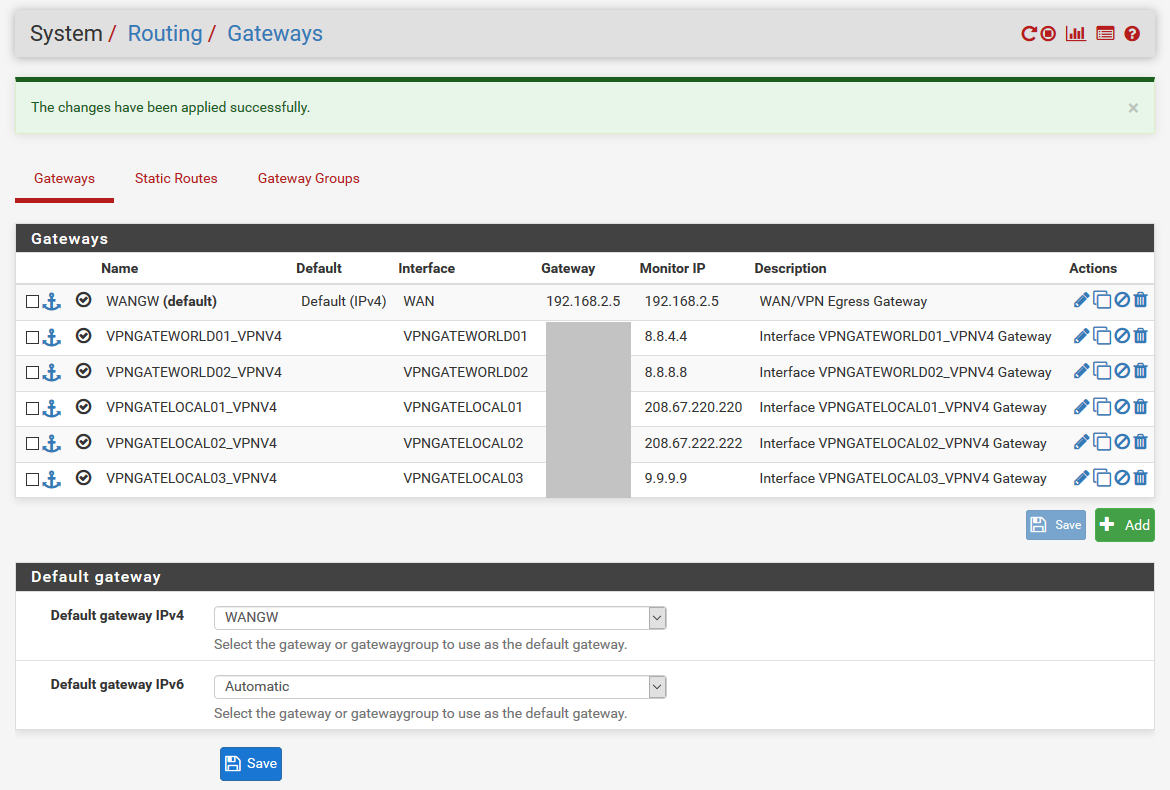 System / Routing / Gateways
The changes have been applied successfully. ×
Gateways Static Routes Gateway Groups
Gateways
Name Default Interface Gateway Monitor IP Description Actions
WANGW (default) Default (IPv4) WAN 192.168.2.5 192.168.2.5 WAN/VPN Egress Gateway
VPNGATEWORLD01_VPNV4 VPNGATEWORLD01 8.8.4.4 Interface VPNGATEWORLD01_VPNV4 Gateway
VPNGATEWORLD02_VPNV4 VPNGATEWORLD02 8.8.8.8 Interface VPNGATEWORLD02_VPNV4 Gateway
VPNGATELOCAL01_VPNV4 VPNGATELOCAL01 208.67.220.220 Interface VPNGATELOCAL01_VPNV4 Gateway
VPNGATELOCAL02_VPNV4 VPNGATELOCAL02 208.67.222.222 Interface VPNGATELOCAL02_VPNV4 Gateway
VPNGATELOCAL03_VPNV4 VPNGATELOCAL03 9.9.9.9 Interface VPNGATELOCAL03_VPNV4 Gateway
Save Add
Default gateway
Default gateway IPv4 WANGW
Select the gateway or gatewaygroup to use as the default gateway.
Default gateway IPv6 Automatic
Select the gateway or gatewaygroup to use as the default gateway.
Save